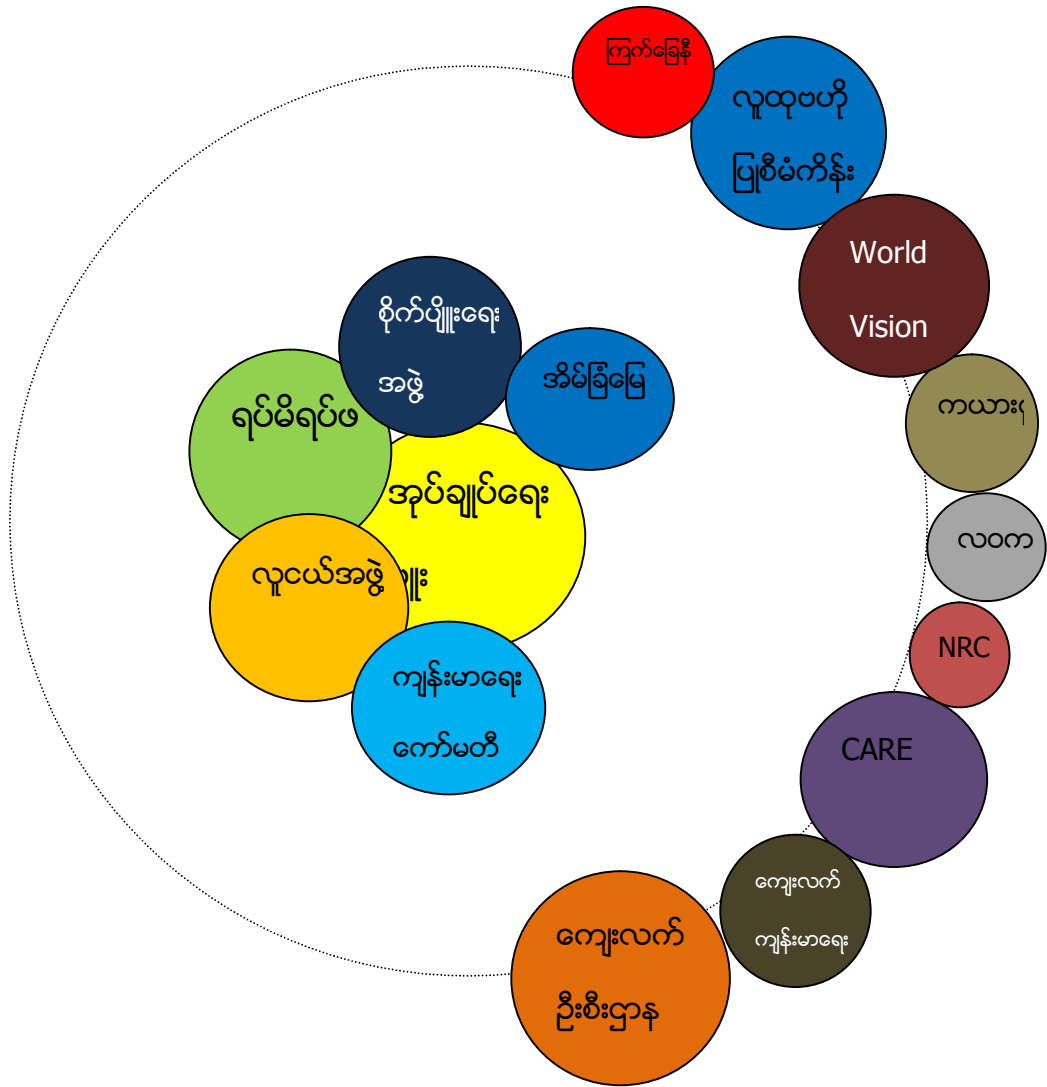 ကြက်ခြေနီ
လူထုဗဟို
ပြုစီမံကိန်း
World
Vision
စိုက်ပျိုးရေး
အဖွဲ့
အိမ်ခြံမြေ
ရပ်မိရပ်ဖ
ကယား
အုပ်ချုပ်ရေး
လဝက
လူငယ်အဖွဲ့
NRC
ကျန်းမာရေး
ကော်မတီ
CARE
ကျေးလက်
ကျန်းမာရေး
ကျေးလက်
ဦးစီးဌာန